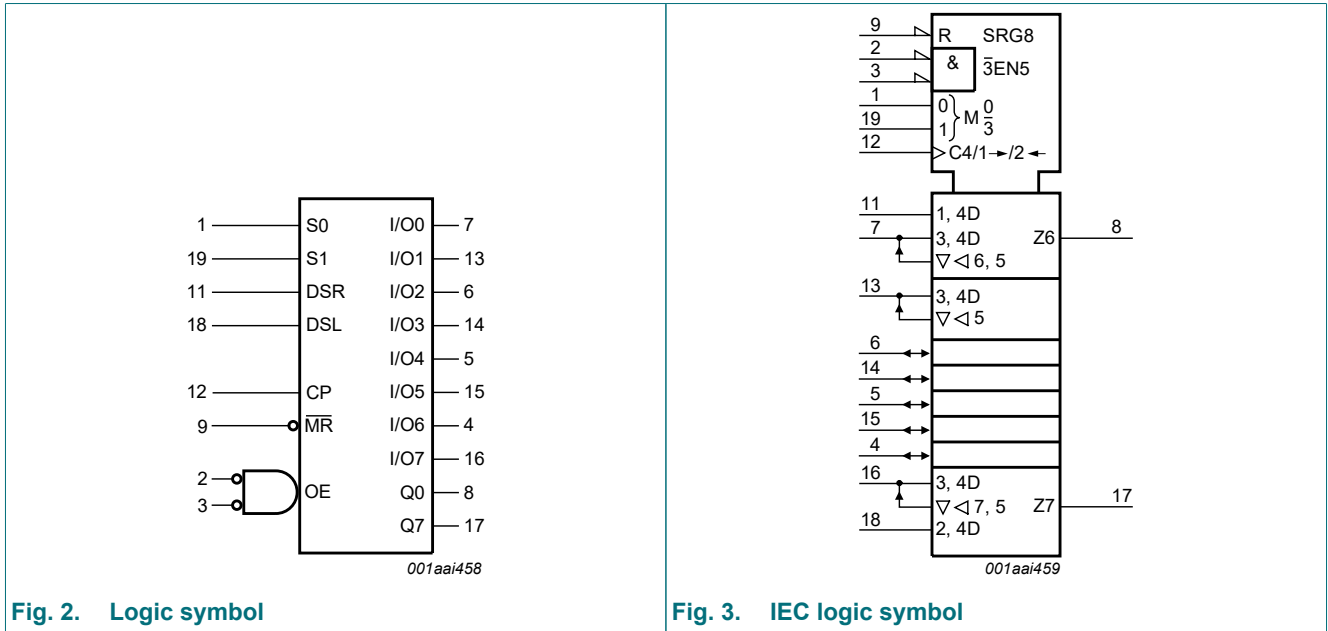 1 S0 I/O0 7
19 S1 I/O1 13
11 DSR I/O2 6
18 DSL I/O3 14
I/O4 5
12 CP I/O5 15
9 M̅R̅ I/O6 4
I/O7 16
2
3 OE Q0 8
Q7 17
001aai458
Fig. 2. Logic symbol
9 R SRG8
2 & 3̅EN5
3
1 0 } M 0/3
19 1
12 C4/1→/2←
11 1, 4D
7 3, 4D Z6 8
▽ ◁ 6, 5
13 3, 4D
▽ ◁ 5
6
14
5
15
4
16 3, 4D
▽ ◁ 7, 5 Z7 17
18 2, 4D
001aai459
Fig. 3. IEC logic symbol